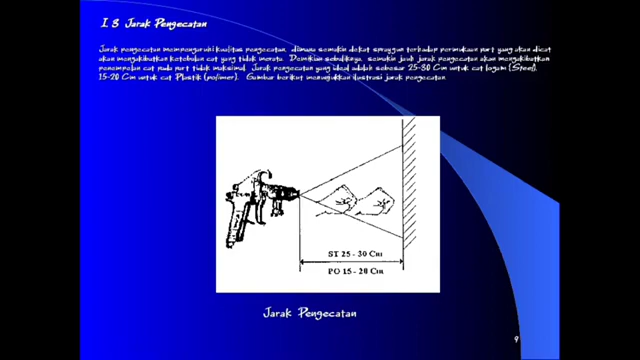 I 3 Jarak Pengecatan
Jarak pengecatan mempengaruhi kualitas pengecatan, dimana semakin dekat spraygun terhadap permukaan part yang akan dicat
akan mengakibatkan ketebalan cat yang tidak merata. Demikian sebaliknya, semakin jauh jarak pengecatan akan mengakibatkan
penempelan cat pada part tidak maksimal. Jarak pengecatan yang ideal adalah sebesar 25-30 Cm untuk cat logam (Steel),
15-20 Cm untuk cat Plastik (polimer). Gambar berikut menunjukkan ilustrasi jarak pengecatan
ST 25 - 30 Cm
PO 15 - 20 Cm
Jarak Pengecatan
9